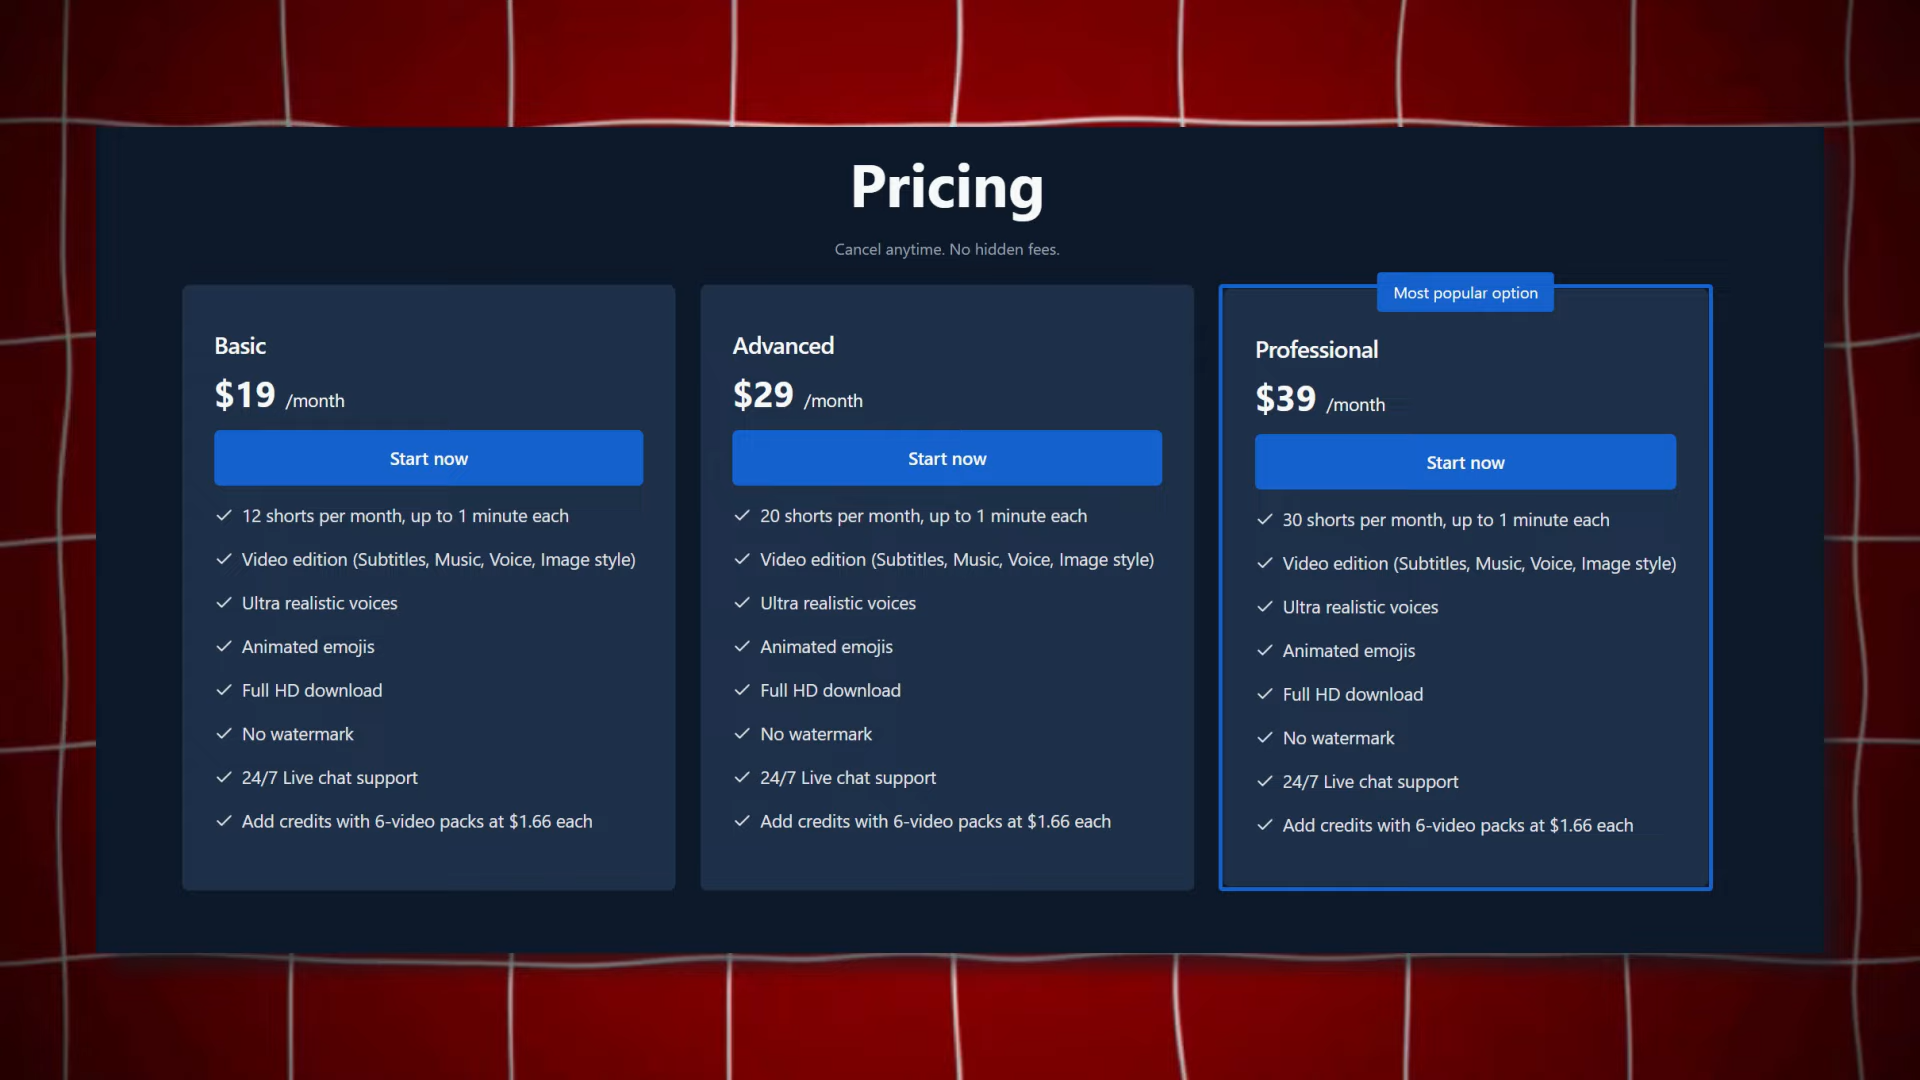 Pricing
Cancel anytime. No hidden fees.
Basic
$19 /month
Start now
12 shorts per month, up to 1 minute each
Video edition (Subtitles, Music, Voice, Image style)
Ultra realistic voices
Animated emojis
Full HD download
No watermark
24/7 Live chat support
Add credits with 6-video packs at $1.66 each
Advanced
$29 /month
Start now
20 shorts per month, up to 1 minute each
Video edition (Subtitles, Music, Voice, Image style)
Ultra realistic voices
Animated emojis
Full HD download
No watermark
24/7 Live chat support
Add credits with 6-video packs at $1.66 each
Most popular option
Professional
$39 /month
Start now
30 shorts per month, up to 1 minute each
Video edition (Subtitles, Music, Voice, Image style)
Ultra realistic voices
Animated emojis
Full HD download
No watermark
24/7 Live chat support
Add credits with 6-video packs at $1.66 each